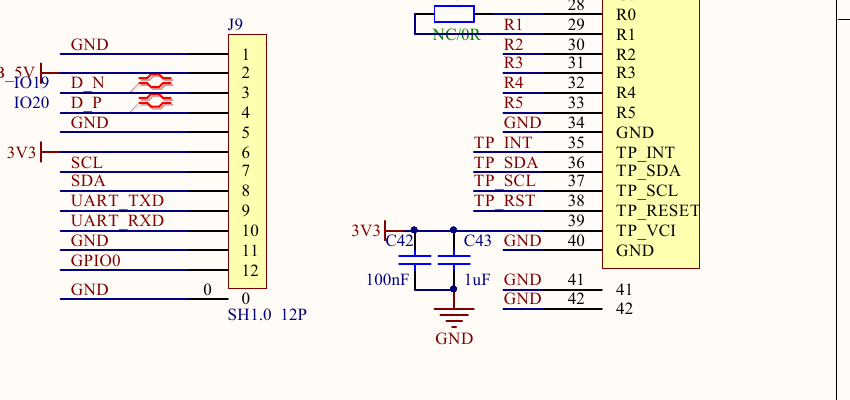 J9
GND 1
_5V 2
IO19 D_N 3
IO20 D_P 4
GND 5
3V3 6
SCL 7
SDA 8
UART_TXD 9
UART_RXD 10
GND 11
GPIO0 12
GND 0 0
SH1.0 12P
28 R0
NC/0R
R1 29 R1
R2 30 R2
R3 31 R3
R4 32 R4
R5 33 R5
GND 34 GND
TP_INT 35 TP_INT
TP_SDA 36 TP_SDA
TP_SCL 37 TP_SCL
TP_RST 38 TP_RESET
3V3 39 TP_VCI
C42 C43 GND 40 GND
100nF 1uF GND 41 41
GND 42 42
GND